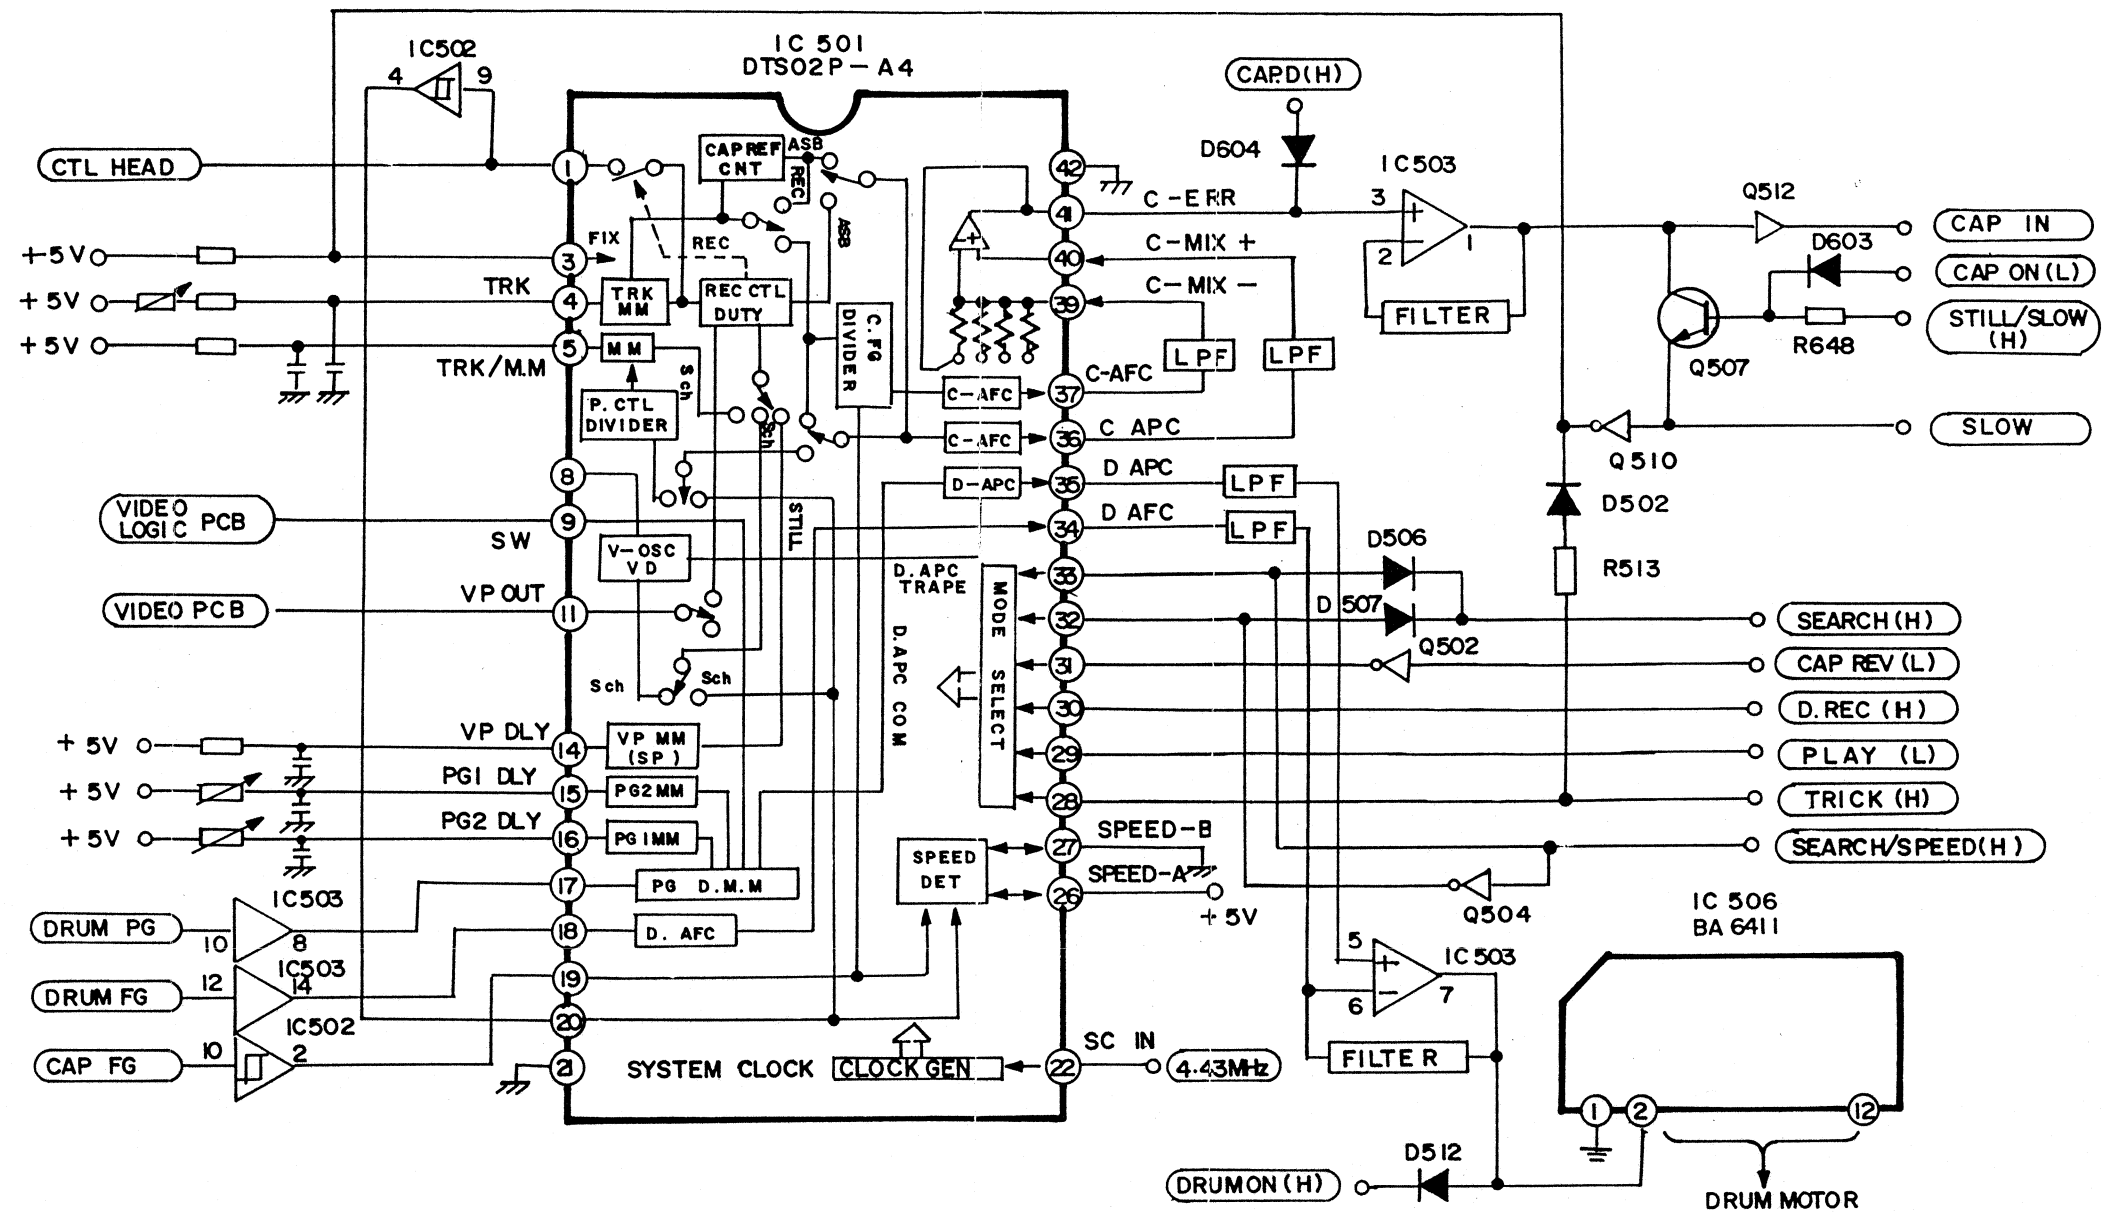 IC 501
DTS02P-A4
IC502
4
9
CTL HEAD
1
+5V
3
FIX
+5V
TRK
4
+5V
5
TRK/M.M
8
VIDEO
LOGIC PCB
9
SW
VP OUT
VIDEO PCB
11
VP DLY
+ 5V
14
PG1 DLY
+ 5V
15
PG2 DLY
+ 5V
16
17
IC503
DRUM PG
10
8
18
IC503
DRUM FG
12
14
19
IC502
CAP FG
10
2
20
21
CAP REF
CNT
ASB
REC
ASB
REC
TRK
MM
REC CTL
DUTY
MM
Sch
P. CTL
DIVIDER
C. FG
DIVIDER
Sch
STILL
V-OSC
VD
D. APC
TRAPE
D.APC COM
Sch
Sch
VP MM
(SP)
PG2MM
PG1MM
PG D.M.M
D. AFC
SPEED
DET
SYSTEM CLOCK
CLOCK GEN
C-AFC
C-AFC
D-APC
MODE SELECT
- +
42
41
C-ERR
40
C-MIX +
39
C-MIX -
LPF
LPF
37
C-AFC
36
C APC
35
D APC
LPF
34
D AFC
LPF
33
32
31
30
29
28
27
SPEED-B
26
SPEED-A
+ 5V
22
SC IN
4.43MHz
CAP.D(H)
D604
IC503
3
+
2
-
1
FILTER
Q512
CAP IN
D603
CAP ON(L)
STILL/SLOW
(H)
R648
Q507
SLOW
Q510
D502
R513
D506
D507
SEARCH(H)
Q502
CAP REV(L)
D.REC (H)
PLAY (L)
TRICK (H)
SEARCH/SPEED(H)
Q504
5
+
6
-
7
IC503
FILTER
IC 506
BA 6411
1
2
12
D512
DRUMON(H)
DRUM MOTOR